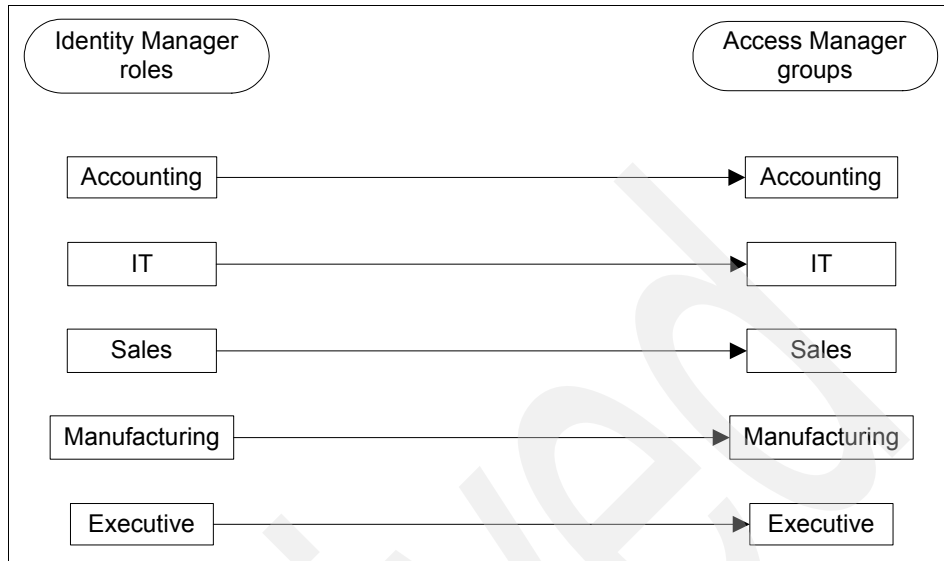 Identity Manager
roles
Access Manager
groups
Accounting
Accounting
IT
IT
Sales
Sales
Manufacturing
Manufacturing
Executive
Executive